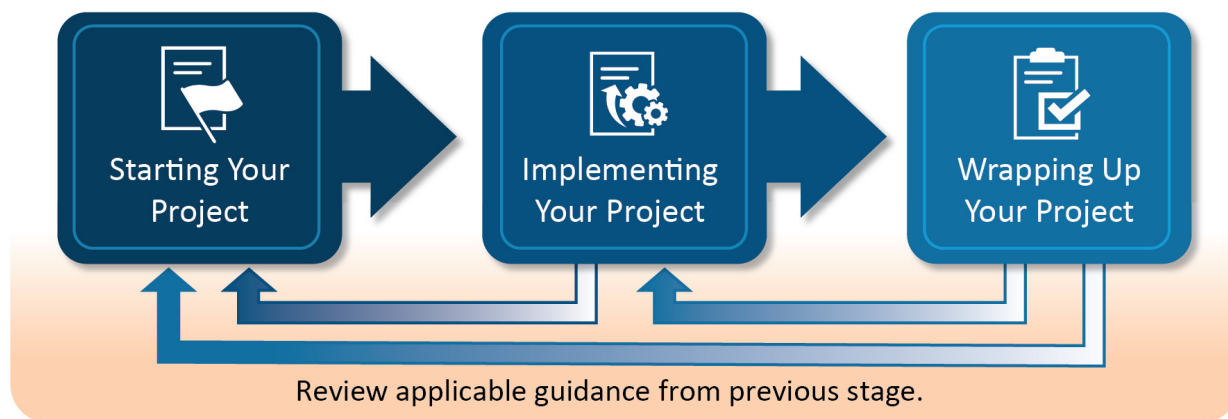 Starting Your
Project
Implementing
Your Project
Wrapping Up
Your Project
Review applicable guidance from previous stage.